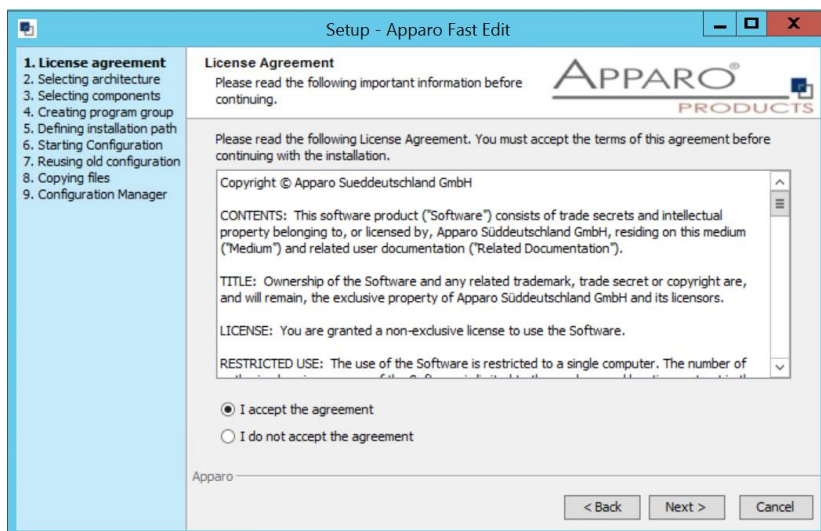 Setup - Apparo Fast Edit
1. License agreement
2. Selecting architecture
3. Selecting components
4. Creating program group
5. Defining installation path
6. Starting Configuration
7. Reusing old configuration
8. Copying files
9. Configuration Manager
License Agreement
Please read the following important information before
continuing.
APPARO®
PRODUCTS
Please read the following License Agreement. You must accept the terms of this agreement before
continuing with the installation.
Copyright © Apparo Sueddeutschland GmbH
CONTENTS: This software product ("Software") consists of trade secrets and intellectual
property belonging to, or licensed by, Apparo Süddeutschland GmbH, residing on this medium
("Medium") and related user documentation ("Related Documentation").
TITLE: Ownership of the Software and any related trademark, trade secret or copyright are,
and will remain, the exclusive property of Apparo Süddeutschland GmbH and its licensors.
LICENSE: You are granted a non-exclusive license to use the Software.
RESTRICTED USE: The use of the Software is restricted to a single computer. The number of
I accept the agreement
I do not accept the agreement
Apparo
< Back
Next >
Cancel